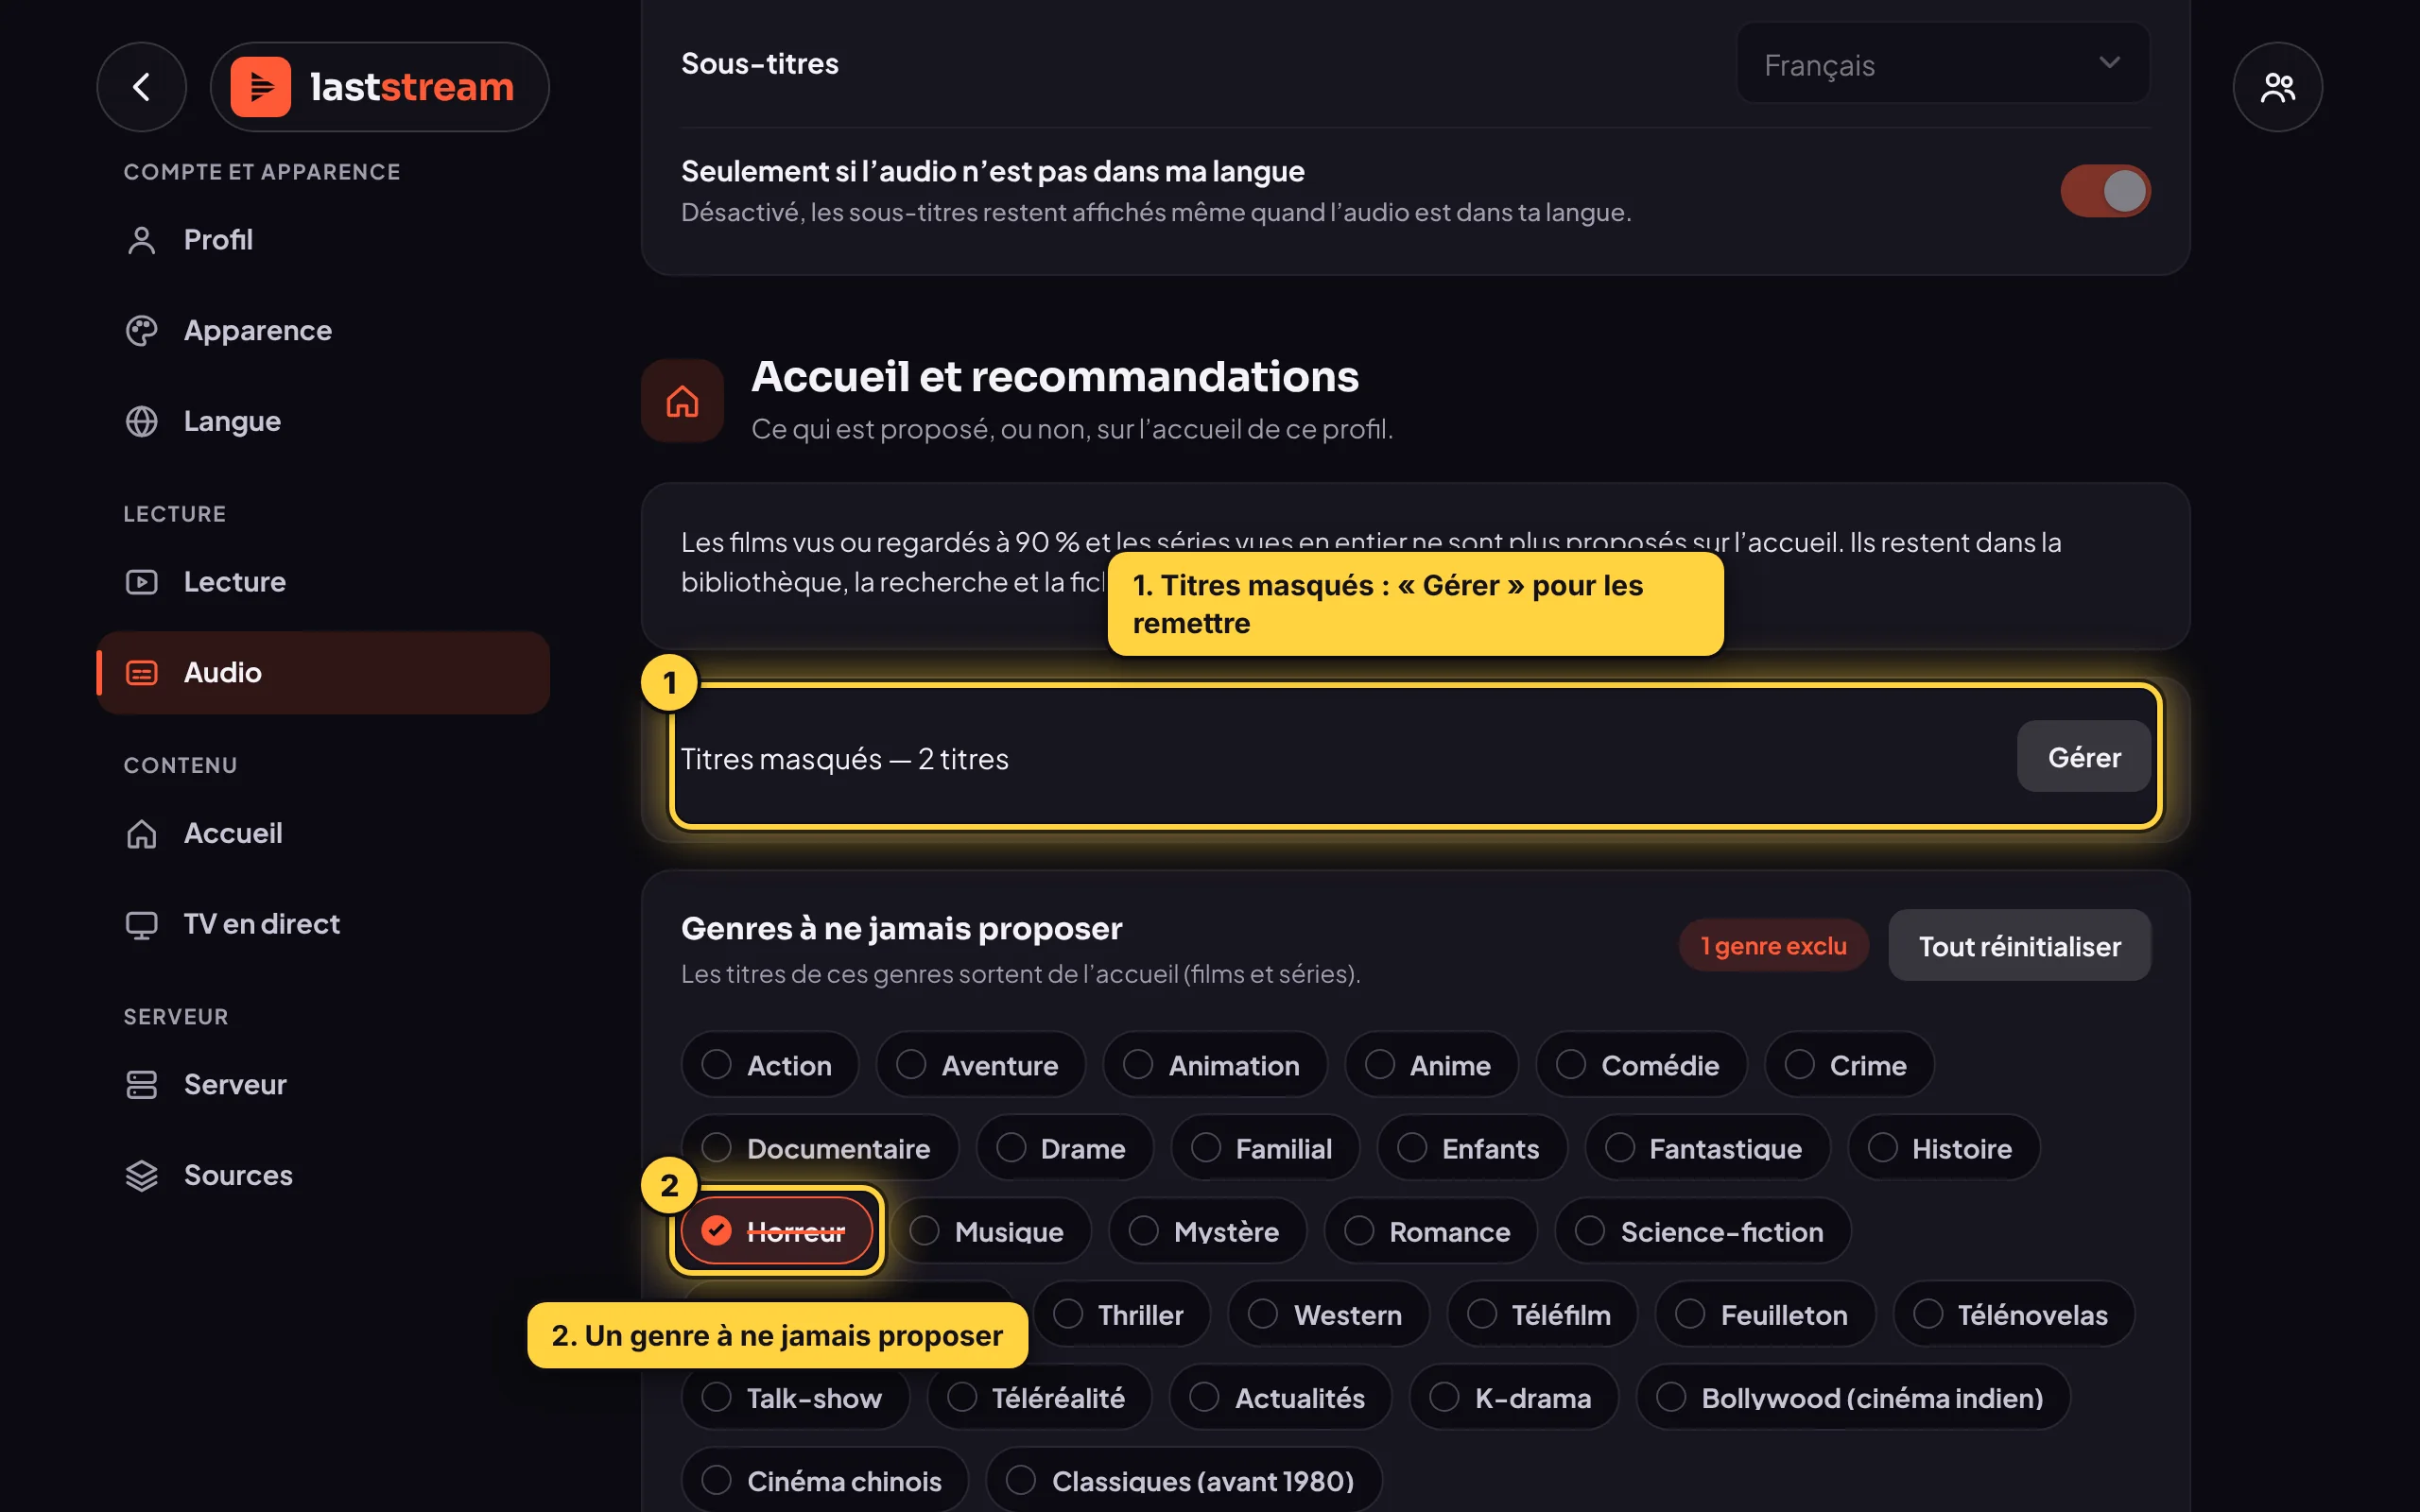 laststream
COMPTE ET APPARENCE
Profil
Apparence
Langue
LECTURE
Lecture
Audio
CONTENU
Accueil
TV en direct
SERVEUR
Serveur
Sources
Sous-titres
Français
Seulement si l’audio n’est pas dans ma langue
Désactivé, les sous-titres restent affichés même quand l’audio est dans ta langue.
Accueil et recommandations
Ce qui est proposé, ou non, sur l’accueil de ce profil.
Les films vus ou regardés à 90 % et les séries vues en entier ne sont plus proposés sur l’accueil. Ils restent dans la
bibliothèque, la recherche et la
1. Titres masqués : « Gérer » pour les
remettre
1
Titres masqués — 2 titres
Gérer
Genres à ne jamais proposer
Les titres de ces genres sortent de l’accueil (films et séries).
1 genre exclu
Tout réinitialiser
Action
Aventure
Animation
Anime
Comédie
Crime
Documentaire
Drame
Familial
Enfants
Fantastique
Histoire
2
Horreur
Musique
Mystère
Romance
Science-fiction
2. Un genre à ne jamais proposer
Thriller
Western
Téléfilm
Feuilleton
Télénovelas
Talk-show
Téléréalité
Actualités
K-drama
Bollywood (cinéma indien)
Cinéma chinois
Classiques (avant 1980)